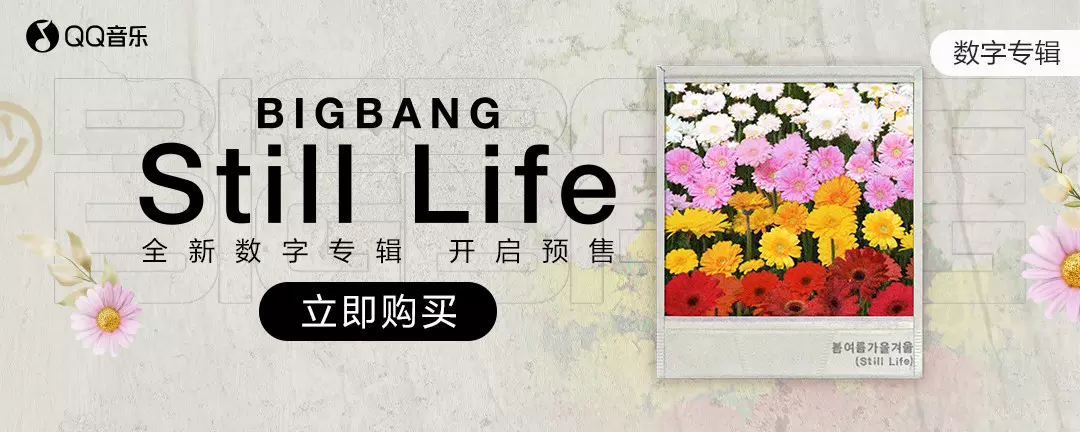 QQ音乐
数字专辑
BIGBANG
Still Life
全新数字专辑 开启预售
立即购买
봄여름가을겨울
(Still Life)